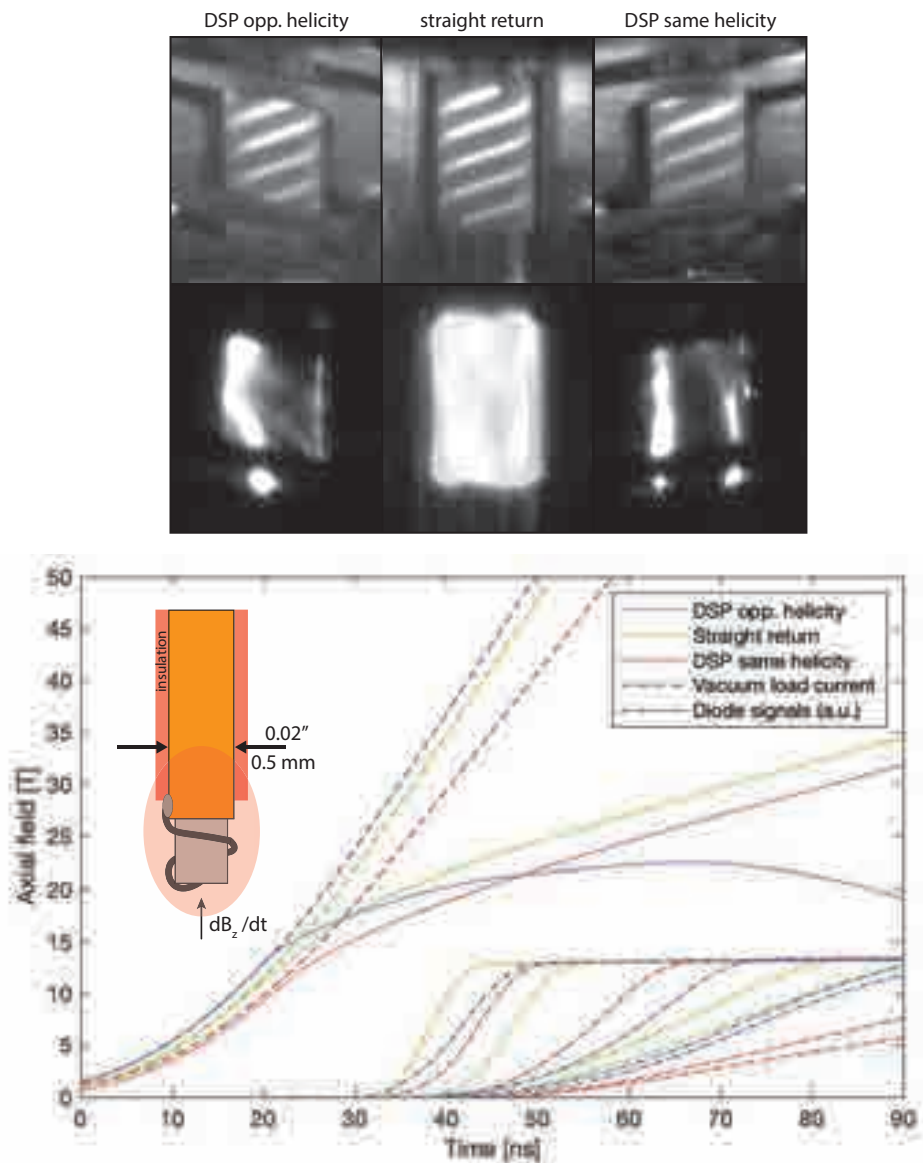 DSP opp. helicity
straight return
DSP same helicity
50
45
40
35
30
25
20
15
10
5
0
Axial field [T]
insulation
0.02"
0.5 mm
dB_z/dt
DSP opp. helicity
Straight return
DSP same helicity
Vacuum load current
Diode signals (a.u.)
0 10 20 30 40 50 60 70 80 90
Time [ns]